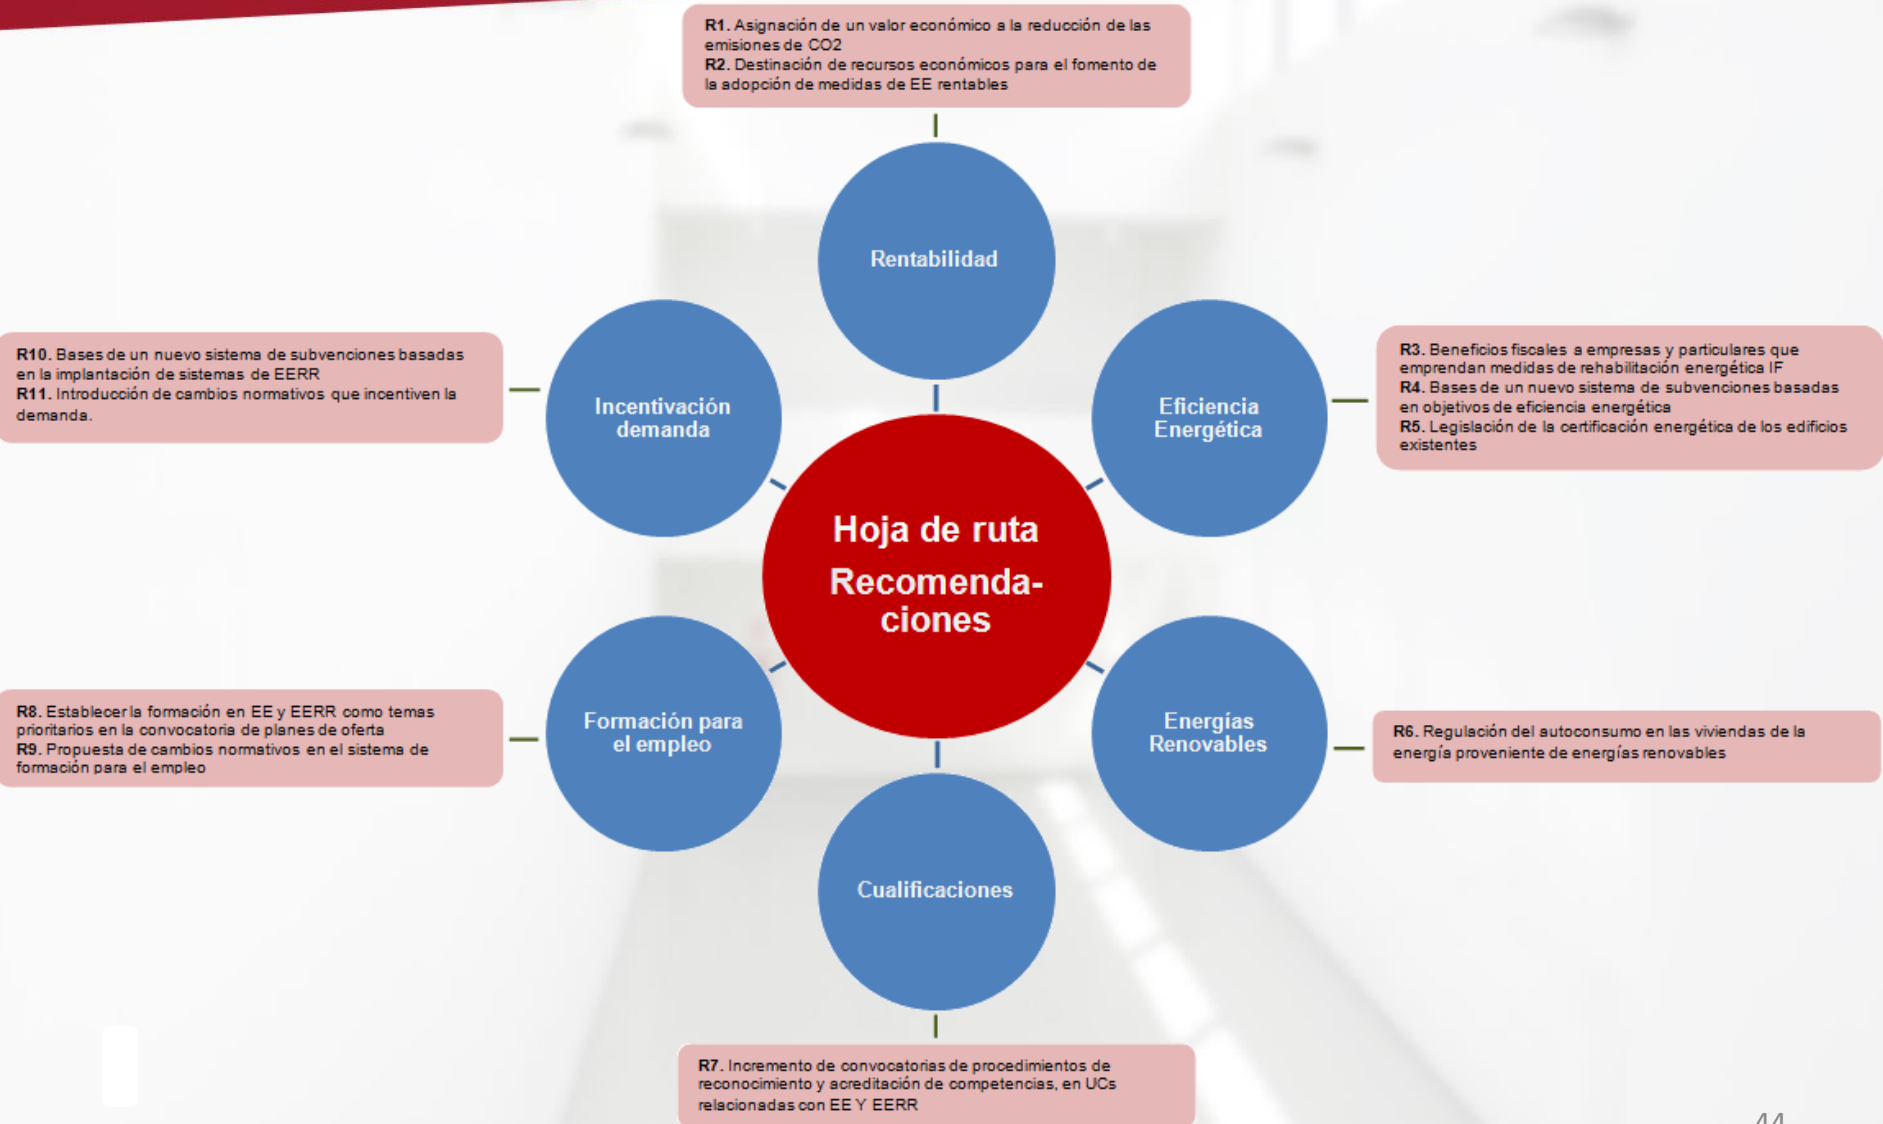 R1. Asignación de un valor económico a la reducción de las
emisiones de CO2
R2. Destinación de recursos económicos para el fomento de
la adopción de medidas de EE rentables
Rentabilidad
R10. Bases de un nuevo sistema de subvenciones basadas
en la implantación de sistemas de EERR
R11. Introducción de cambios normativos que incentiven la
demanda.
Incentivación
demanda
Eficiencia
Energética
R3. Beneficios fiscales a empresas y particulares que
emprendan medidas de rehabilitación energética IF
R4. Bases de un nuevo sistema de subvenciones basadas
en objetivos de eficiencia energética
R5. Legislación de la certificación energética de los edificios
existentes
Hoja de ruta
Recomenda-
ciones
R8. Establecer la formación en EE y EERR como temas
prioritarios en la convocatoria de planes de oferta
R9. Propuesta de cambios normativos en el sistema de
formación para el empleo
Formación para
el empleo
Energías
Renovables
R6. Regulación del autoconsumo en las viviendas de la
energía proveniente de energías renovables
Cualificaciones
R7. Incremento de convocatorias de procedimientos de
reconocimiento y acreditación de competencias, en UCs
relacionadas con EE Y EERR
44